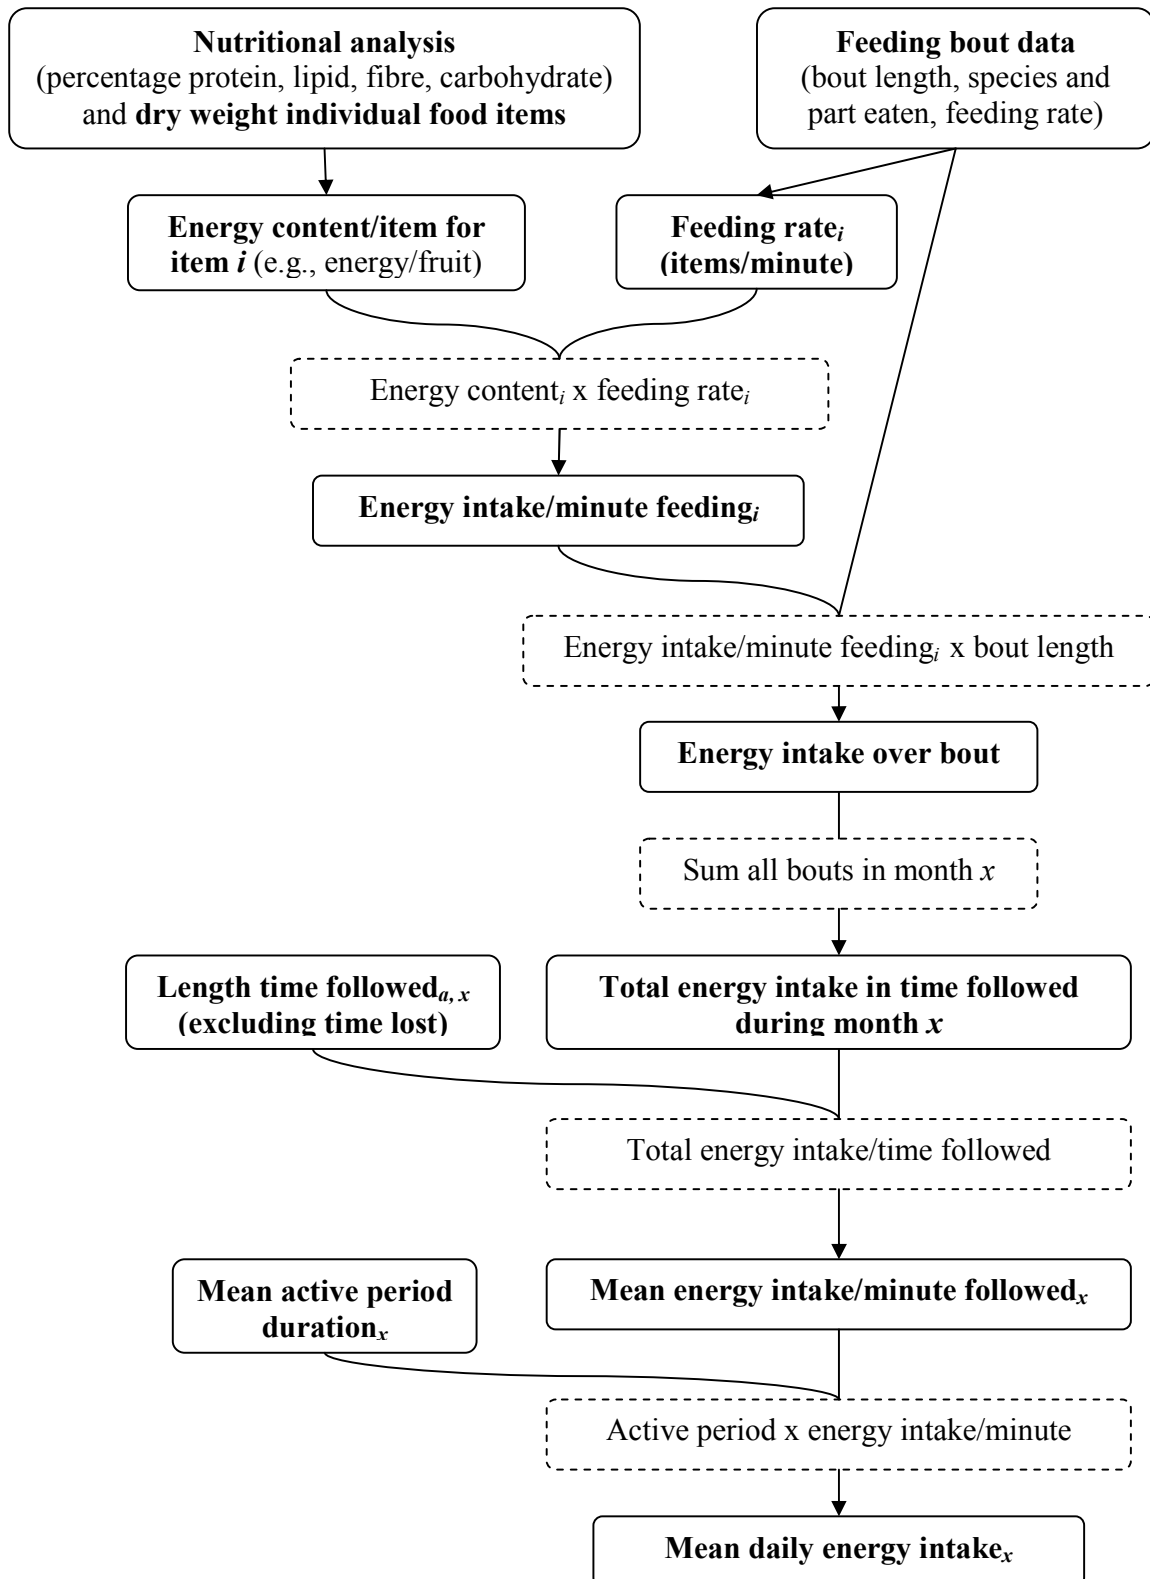 Nutritional analysis
(percentage protein, lipid, fibre, carbohydrate)
and dry weight individual food items
Feeding bout data
(bout length, species and
part eaten, feeding rate)
Energy content/item for
item i (e.g., energy/fruit)
Feeding rateᵢ
(items/minute)
Energy contentᵢ x feeding rateᵢ
Energy intake/minute feedingᵢ
Energy intake/minute feedingᵢ x bout length
Energy intake over bout
Sum all bouts in month x
Length time followedₐ, ₓ
(excluding time lost)
Total energy intake in time followed
during month x
Total energy intake/time followed
Mean active period
durationₓ
Mean energy intake/minute followedₓ
Active period x energy intake/minute
Mean daily energy intakeₓ